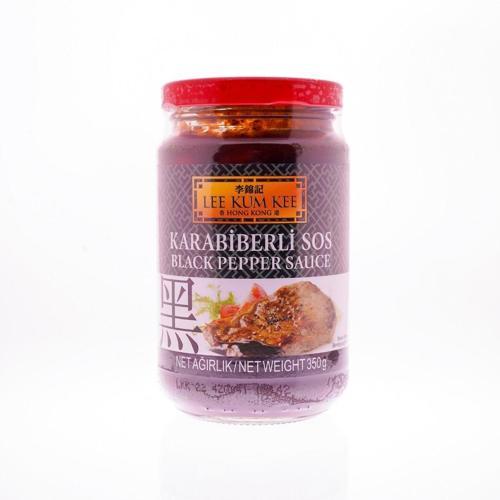 李錦記
LEE KUM KEE
香 HONG KONG 港
KARABİBERLİ SOS
BLACK PEPPER SAUCE
黑
NET AĞIRLIK/NET WEIGHT 350g